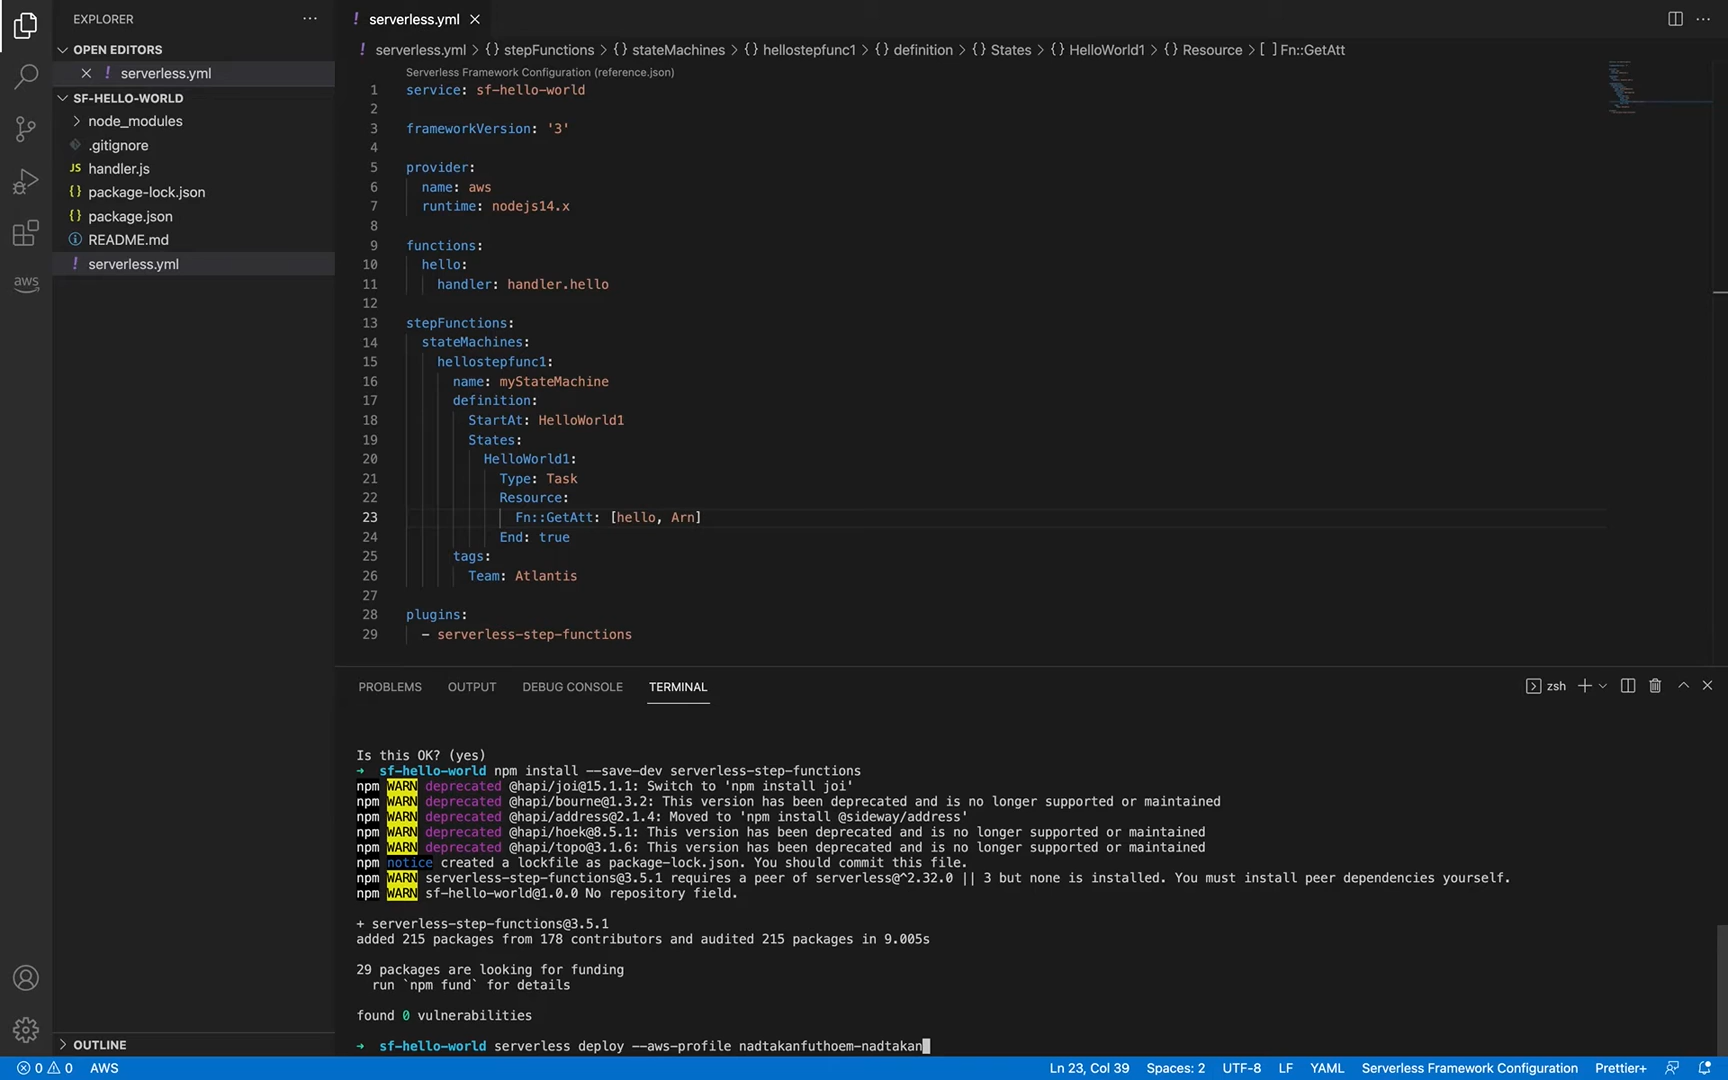 EXPLORER
OPEN EDITORS
serverless.yml
SF-HELLO-WORLD
node_modules
.gitignore
JS handler.js
{} package-lock.json
{} package.json
README.md
! serverless.yml
aws
OUTLINE
! serverless.yml
! serverless.yml > {} stepFunctions > {} stateMachines > {} hellostepfunc1 > {} definition > {} States > {} HelloWorld1 > {} Resource > [ ] Fn::GetAtt
Serverless Framework Configuration (reference.json)
1 service: sf-hello-world
2
3 frameworkVersion: '3'
4
5 provider:
6 name: aws
7 runtime: nodejs14.x
8
9 functions:
10 hello:
11 handler: handler.hello
12
13 stepFunctions:
14 stateMachines:
15 hellostepfunc1:
16 name: myStateMachine
17 definition:
18 StartAt: HelloWorld1
19 States:
20 HelloWorld1:
21 Type: Task
22 Resource:
23 Fn::GetAtt: [hello, Arn]
24 End: true
25 tags:
26 Team: Atlantis
27
28 plugins:
29 - serverless-step-functions
PROBLEMS OUTPUT DEBUG CONSOLE TERMINAL
zsh
Is this OK? (yes)
→ sf-hello-world npm install --save-dev serverless-step-functions
npm WARN deprecated @hapi/joi@15.1.1: Switch to 'npm install joi'
npm WARN deprecated @hapi/bourne@1.3.2: This version has been deprecated and is no longer supported or maintained
npm WARN deprecated @hapi/address@2.1.4: Moved to 'npm install @sideway/address'
npm WARN deprecated @hapi/hoek@8.5.1: This version has been deprecated and is no longer supported or maintained
npm WARN deprecated @hapi/topo@3.1.6: This version has been deprecated and is no longer supported or maintained
npm notice created a lockfile as package-lock.json. You should commit this file.
npm WARN serverless-step-functions@3.5.1 requires a peer of serverless@^2.32.0 || 3 but none is installed. You must install peer dependencies yourself.
npm WARN sf-hello-world@1.0.0 No repository field.
+ serverless-step-functions@3.5.1
added 215 packages from 178 contributors and audited 215 packages in 9.005s
29 packages are looking for funding
run `npm fund` for details
found 0 vulnerabilities
→ sf-hello-world serverless deploy --aws-profile nadtakanfuthoem-nadtakan
0 0 AWS
Ln 23, Col 39 Spaces: 2 UTF-8 LF YAML Serverless Framework Configuration Prettier+